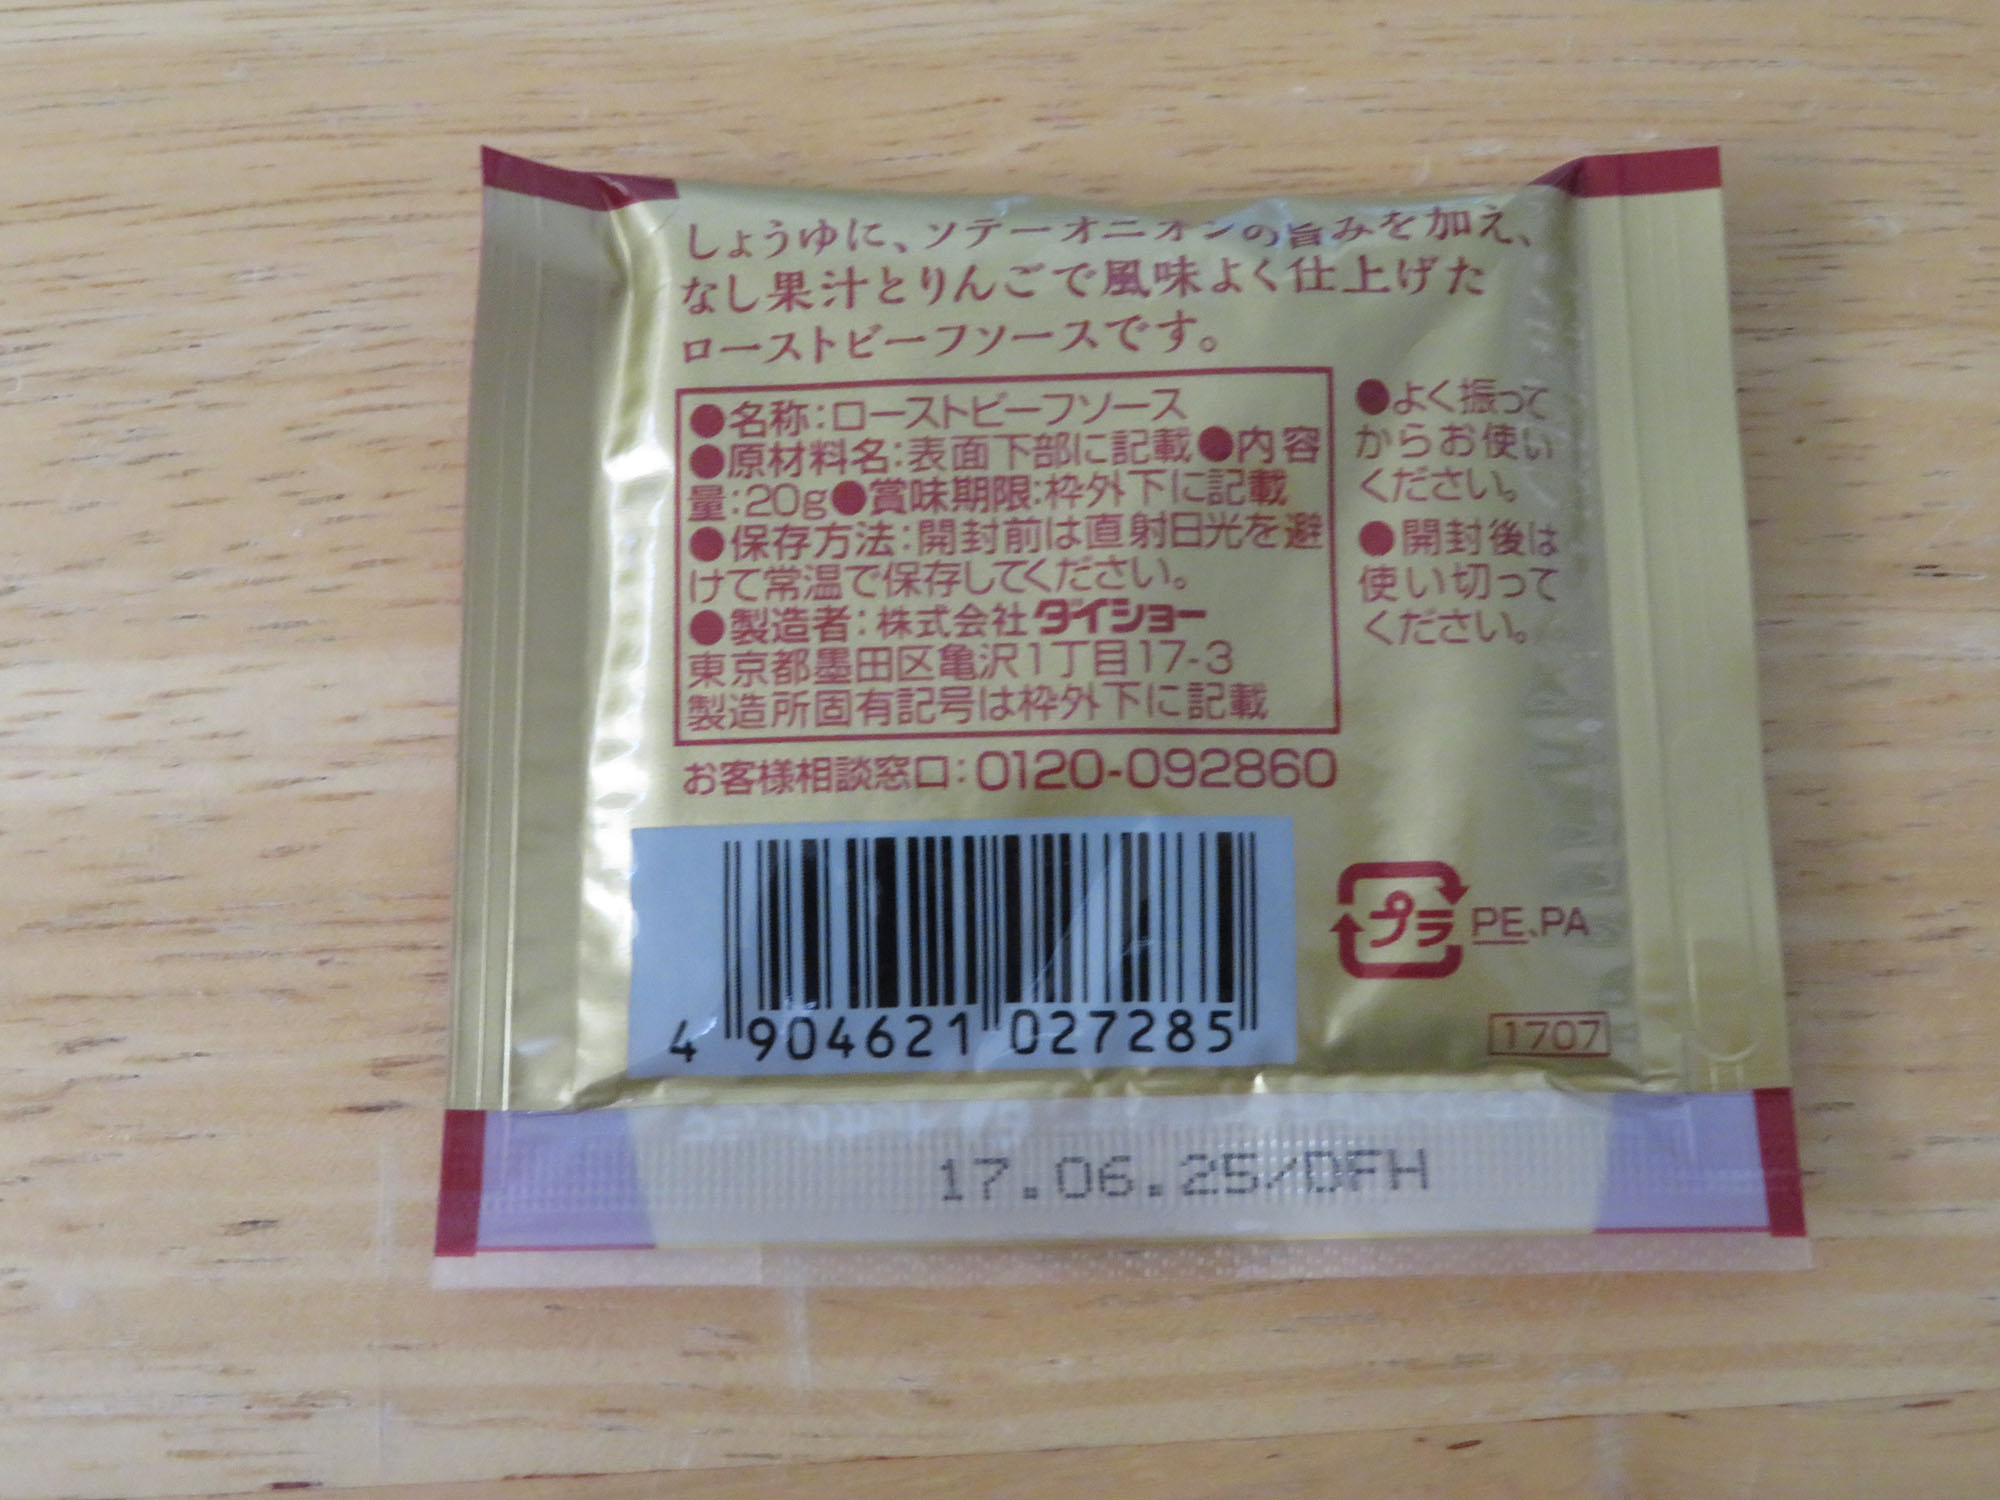 しょうゆに、ソテーオニオンの旨みを加え、
なし果汁とりんごで風味よく仕上げた
ローストビーフソースです。
●名称:ローストビーフソース
●原材料名:表面下部に記載●内容
量:20g●賞味期限:枠外下に記載
●保存方法:開封前は直射日光を避
けて常温で保存してください。
●製造者:株式会社ダイショー
東京都墨田区亀沢1丁目17-3
製造所固有記号は枠外下に記載
お客様相談窓口:0120-092860
●よく振って
からお使い
ください。
●開封後は
使い切って
ください。
4 904621 027285
プラ PE、PA
1707
17.06.25/DFH